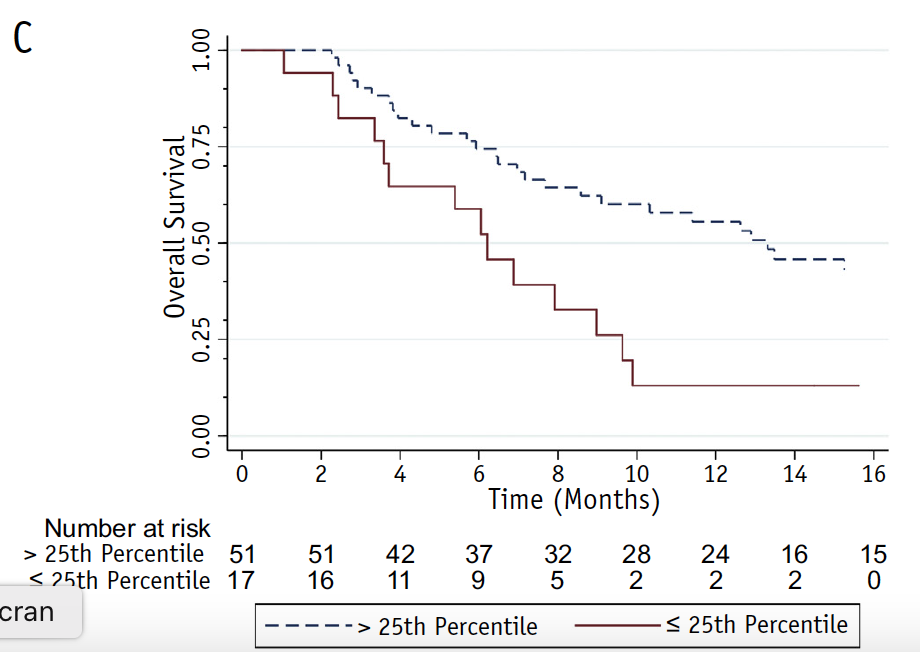 C
Overall Survival
1.00
0.75
0.50
0.25
0.00
0 2 4 6 8 10 12 14 16
Time (Months)
Number at risk
> 25th Percentile 51 51 42 37 32 28 24 16 15
≤ 25th Percentile 17 16 11 9 5 2 2 2 0
cran
> 25th Percentile ≤ 25th Percentile